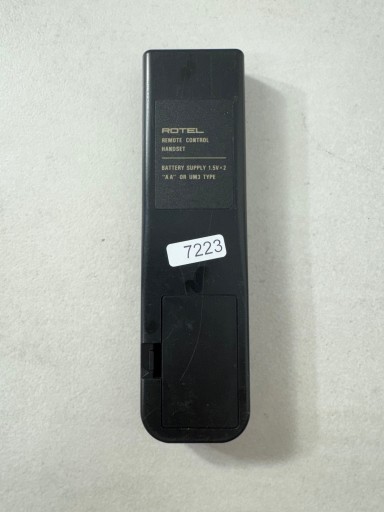 ROTEL
REMOTE CONTROL
HANDSET
BATTERY SUPPLY 1.5V×2
"AA" OR UM3 TYPE
7223